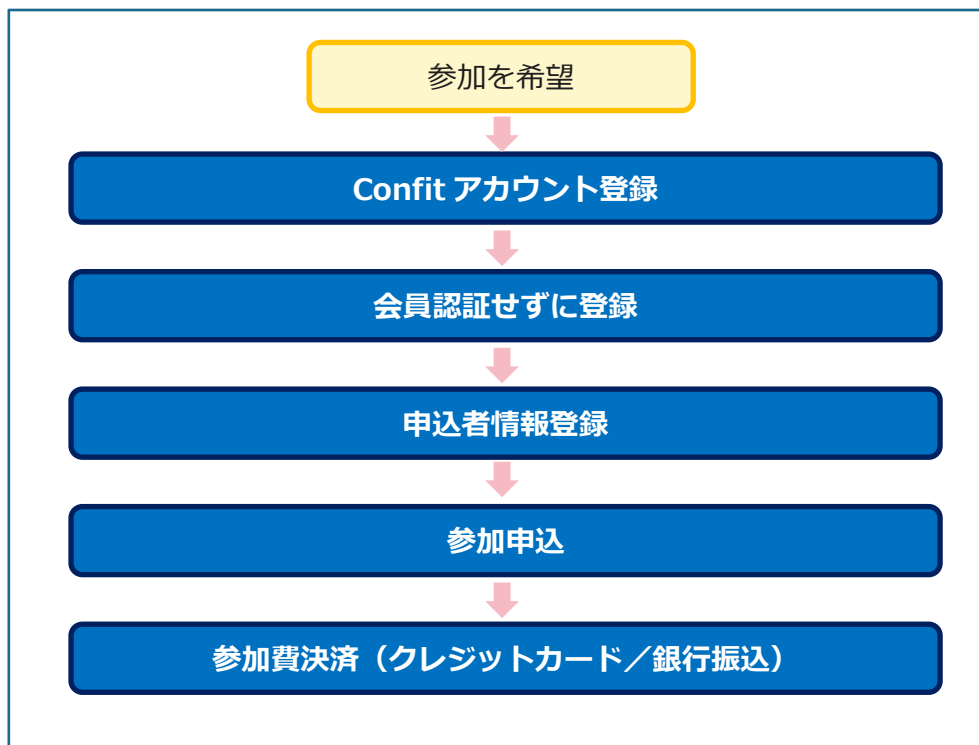 参加を希望
Confit アカウント登録
会員認証せずに登録
申込者情報登録
参加申込
参加費決済（クレジットカード／銀行振込）